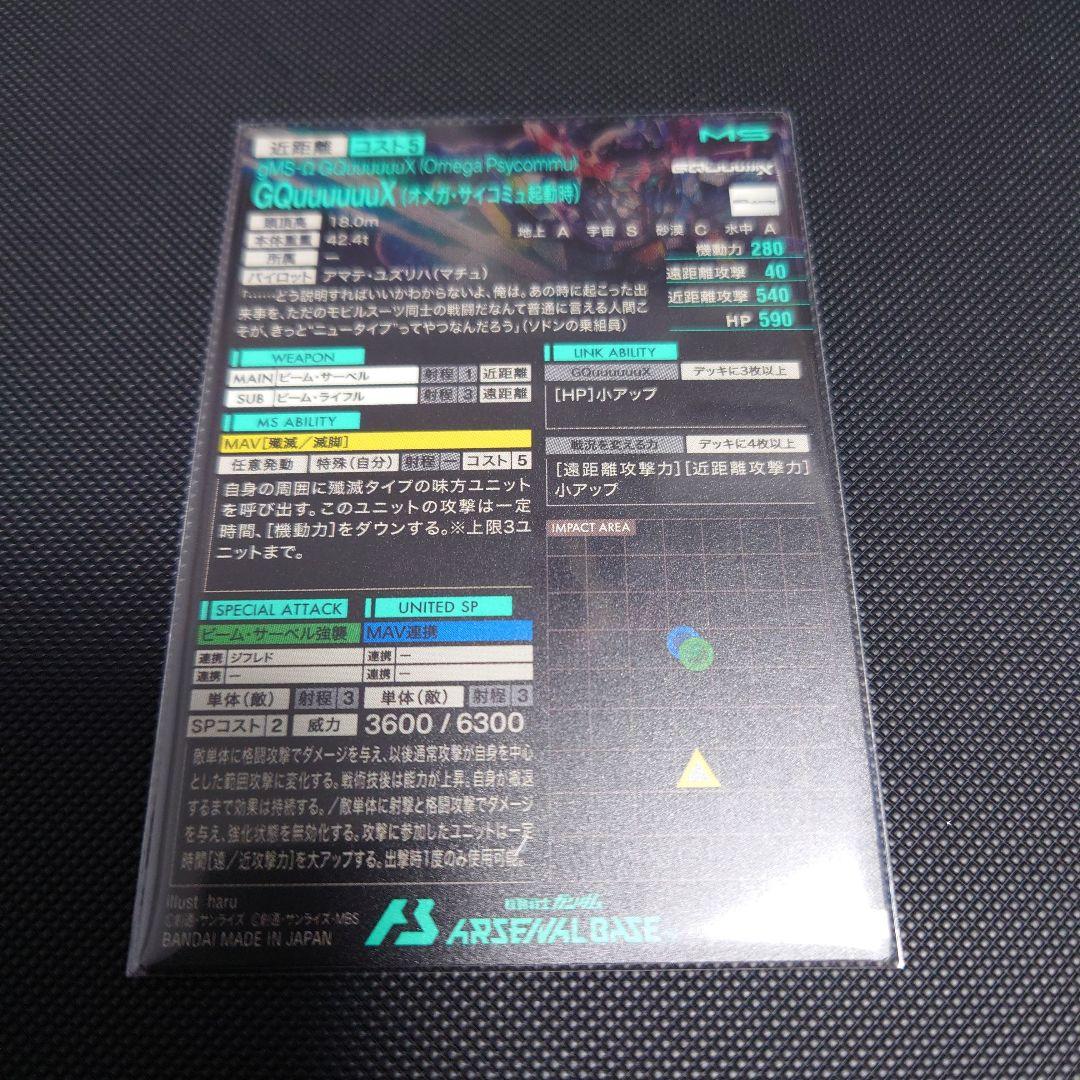 近距離 コスト5 MS
gMS-Ω GQuuuuuuX (Omega Psycommu)
GQuuuuuuX (オメガ・サイコミュ起動時)
GQuuuuuuX
頭頂高 18.0m
本体重量 42.4t
所属 ー
パイロット アマテ・ユズリハ(マチュ)
地上 A 宇宙 S 砂漠 C 水中 A
機動力 280
遠距離攻撃 40
近距離攻撃 540
HP 590
「……どう説明すればいいかわからないよ、俺は。あの時に起こった出
来事を、ただのモビルスーツ同士の戦闘だなんて普通に言える人間こ
そが、きっと"ニュータイプ"ってやつなんだろう」(ソドンの乗組員)
WEAPON
MAIN ビーム・サーベル 射程 1 近距離
SUB ビーム・ライフル 射程 3 遠距離
MS ABILITY
MAV[殲滅/滅脚]
任意発動 特殊(自分) 射程 ー コスト 5
自身の周囲に殲滅タイプの味方ユニット
を呼び出す。このユニットの攻撃は一定
時間、[機動力]をダウンする。※上限3ユ
ニットまで。
LINK ABILITY
GQuuuuuuX デッキに3枚以上
[HP]小アップ
戦況を変える力 デッキに4枚以上
[遠距離攻撃力][近距離攻撃力]
小アップ
IMPACT AREA
SPECIAL ATTACK UNITED SP
ビーム・サーベル強襲 MAV連携
連携 ジフレド 連携 ー
連携 ー 連携 ー
単体(敵) 射程 3 単体(敵) 射程 3
SPコスト 2 威力 3600 / 6300
敵単体に格闘攻撃でダメージを与え、以後通常攻撃が自身を中心
とした範囲攻撃に変化する。戦術技後は能力が上昇。自身が撤退
するまで効果は持続する。/敵単体に射撃と格闘攻撃でダメージ
を与え、強化状態を無効化する。攻撃に参加したユニットは一定
時間[遠/近攻撃力]を大アップする。出撃時1度のみ使用可能。
illust haru
©創通・サンライズ ©創通・サンライズ・MBS
BANDAI MADE IN JAPAN
AB 機動戦士ガンダム
ARSENAL BASE